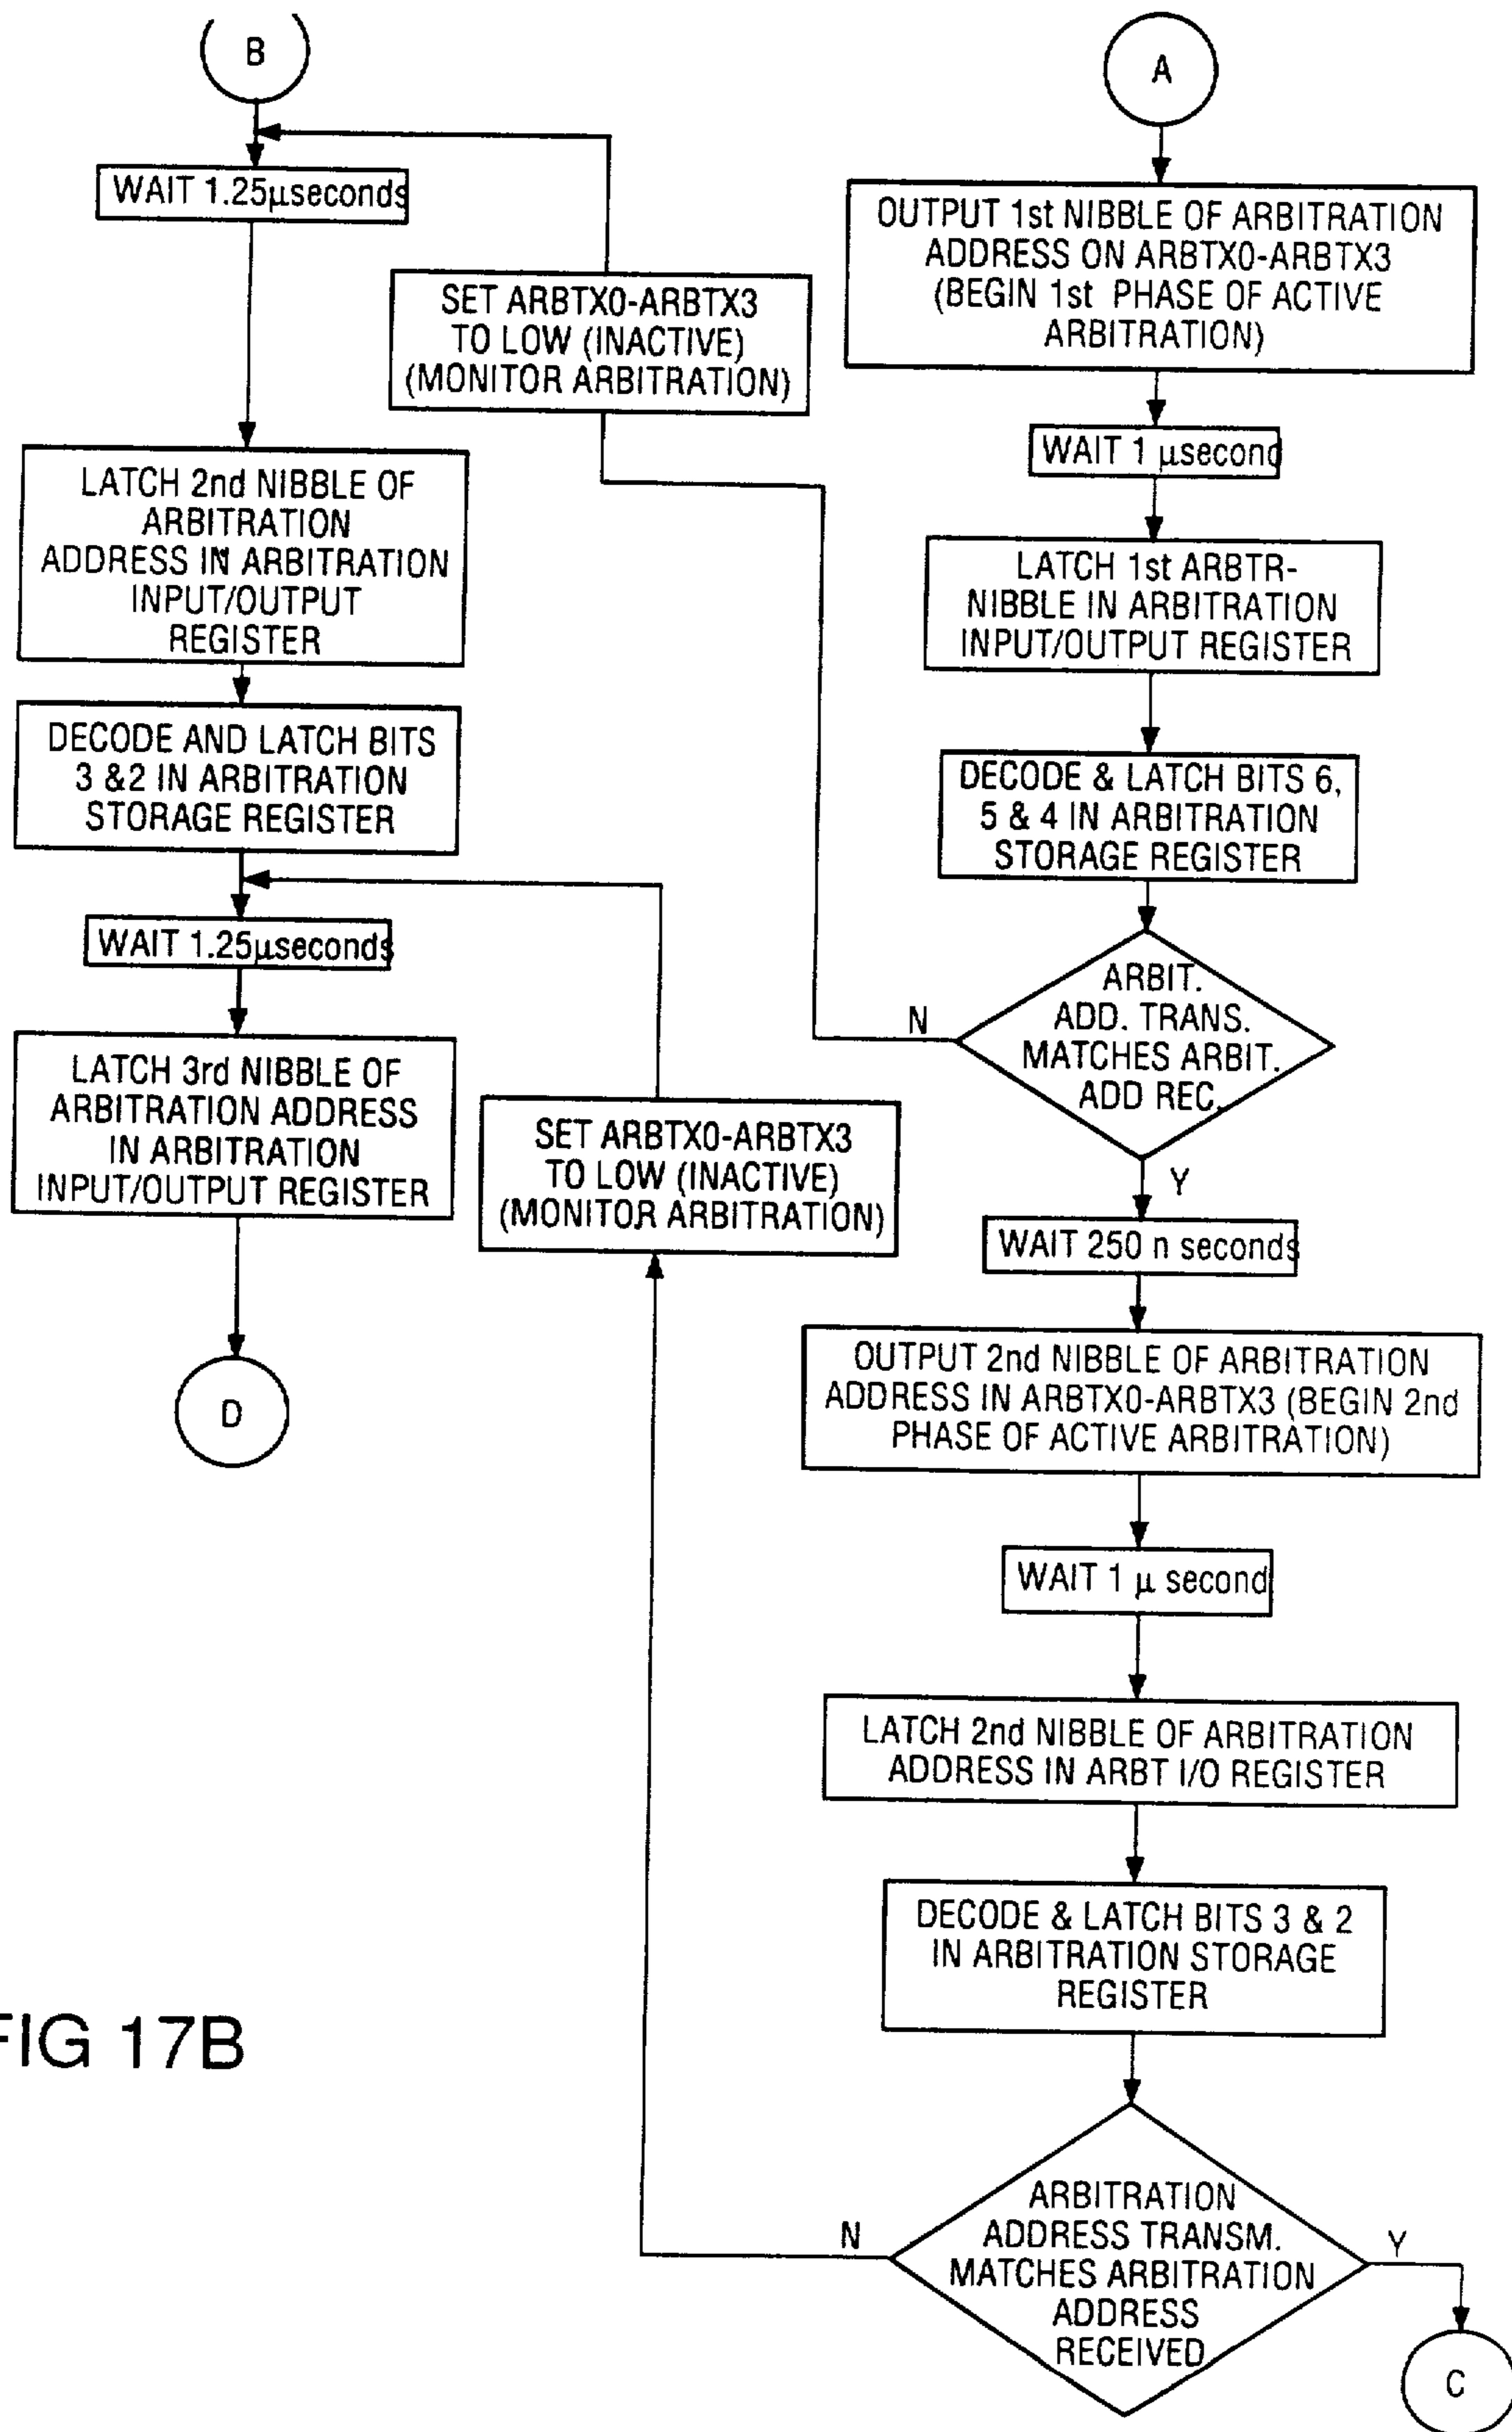 B
WAIT 1.25µseconds
SET ARBTX0-ARBTX3
TO LOW (INACTIVE)
(MONITOR ARBITRATION)
LATCH 2nd NIBBLE OF
ARBITRATION
ADDRESS IN ARBITRATION
INPUT/OUTPUT
REGISTER
DECODE AND LATCH BITS
3 &2 IN ARBITRATION
STORAGE REGISTER
WAIT 1.25µseconds
LATCH 3rd NIBBLE OF
ARBITRATION ADDRESS
IN ARBITRATION
INPUT/OUTPUT REGISTER
SET ARBTX0-ARBTX3
TO LOW (INACTIVE)
(MONITOR ARBITRATION)
D
A
OUTPUT 1st NIBBLE OF ARBITRATION
ADDRESS ON ARBTX0-ARBTX3
(BEGIN 1st PHASE OF ACTIVE
ARBITRATION)
WAIT 1 µsecond
LATCH 1st ARBTR-
NIBBLE IN ARBITRATION
INPUT/OUTPUT REGISTER
DECODE & LATCH BITS 6,
5 & 4 IN ARBITRATION
STORAGE REGISTER
ARBIT.
ADD. TRANS.
MATCHES ARBIT.
ADD REC.
N
Y
WAIT 250 n seconds
OUTPUT 2nd NIBBLE OF ARBITRATION
ADDRESS IN ARBTX0-ARBTX3 (BEGIN 2nd
PHASE OF ACTIVE ARBITRATION)
WAIT 1 µ second
LATCH 2nd NIBBLE OF ARBITRATION
ADDRESS IN ARBT I/O REGISTER
DECODE & LATCH BITS 3 & 2
IN ARBITRATION STORAGE
REGISTER
ARBITRATION
ADDRESS TRANSM.
MATCHES ARBITRATION
ADDRESS
RECEIVED
N
Y
C
FIG 17B